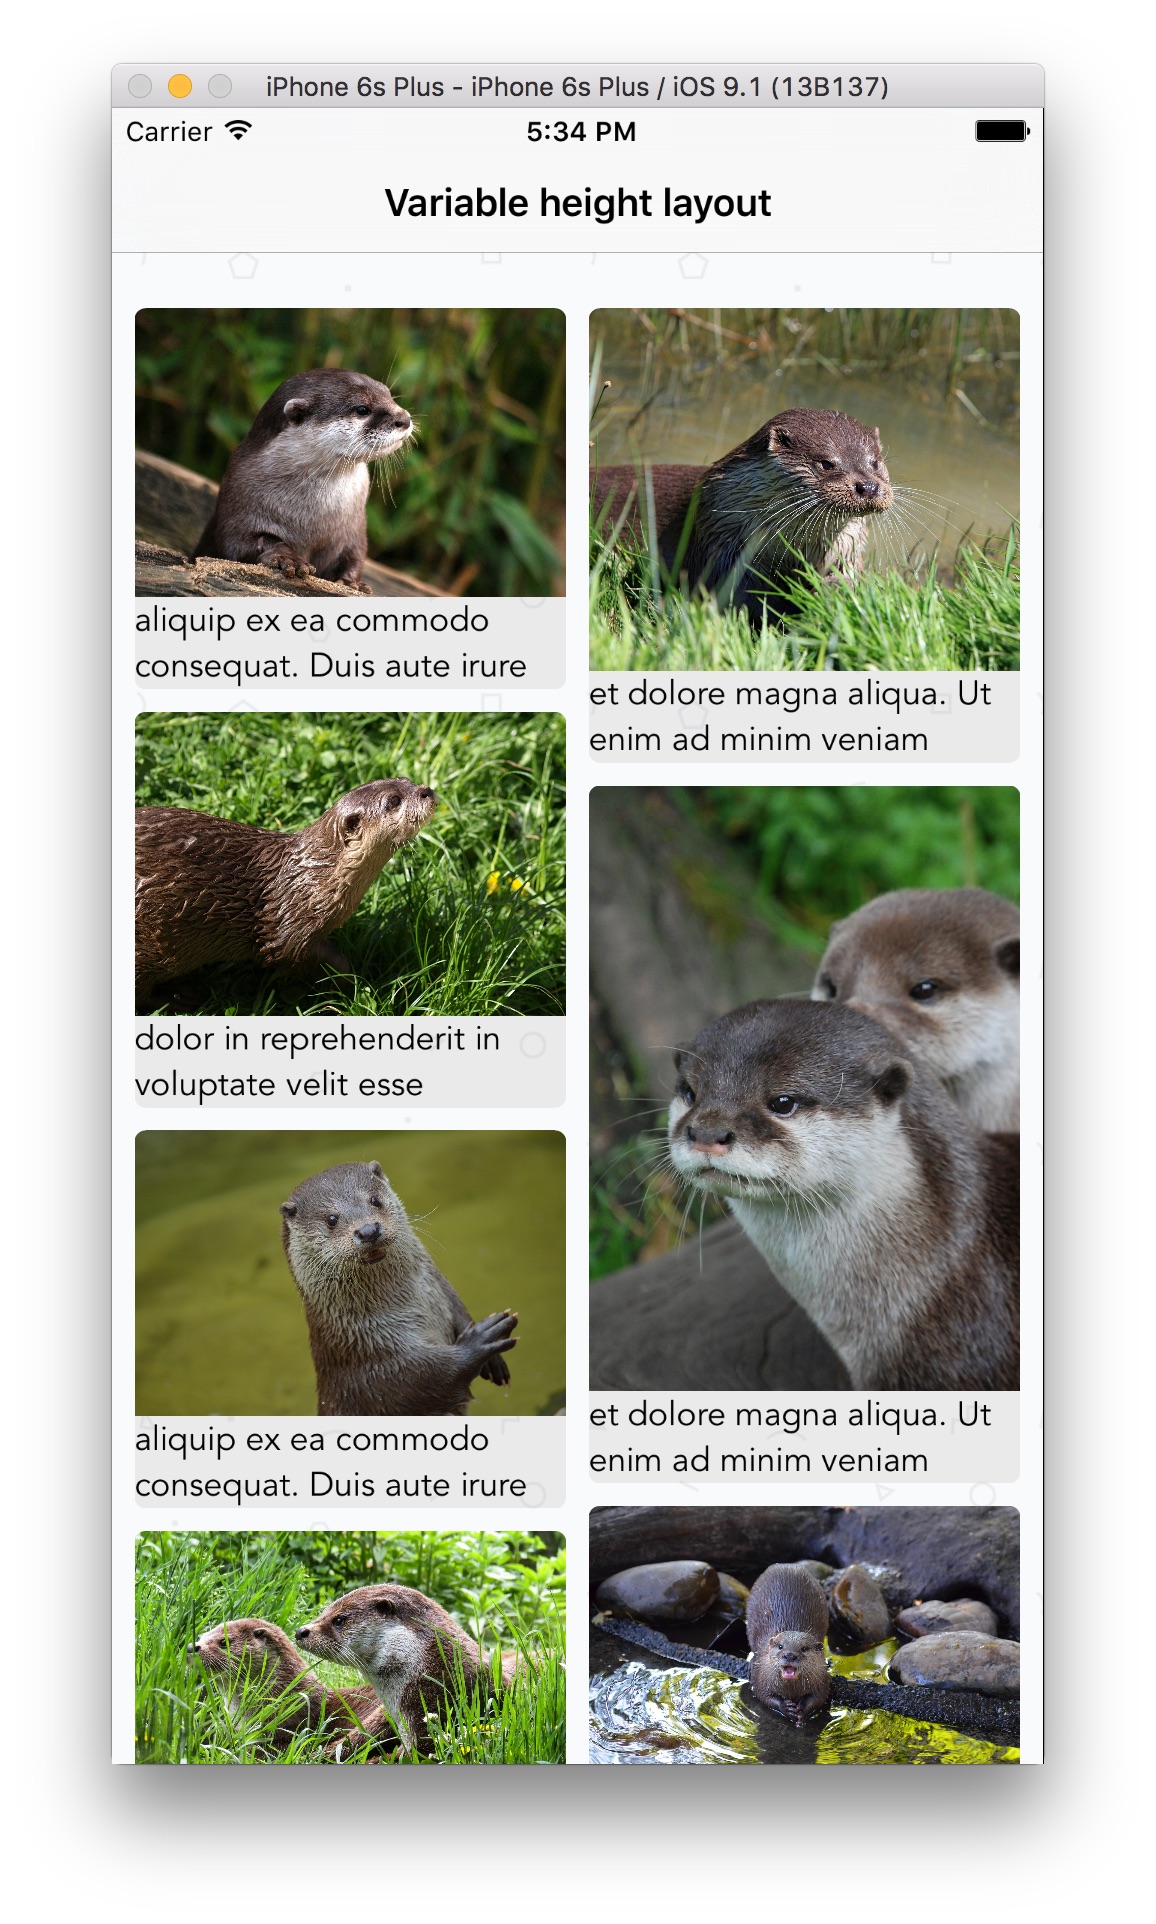 iPhone 6s Plus - iPhone 6s Plus / iOS 9.1 (13B137)
Carrier
5:34 PM
Variable height layout
aliquip ex ea commodo
consequat. Duis aute irure
et dolore magna aliqua. Ut
enim ad minim veniam
dolor in reprehenderit in
voluptate velit esse
et dolore magna aliqua. Ut
enim ad minim veniam
aliquip ex ea commodo
consequat. Duis aute irure